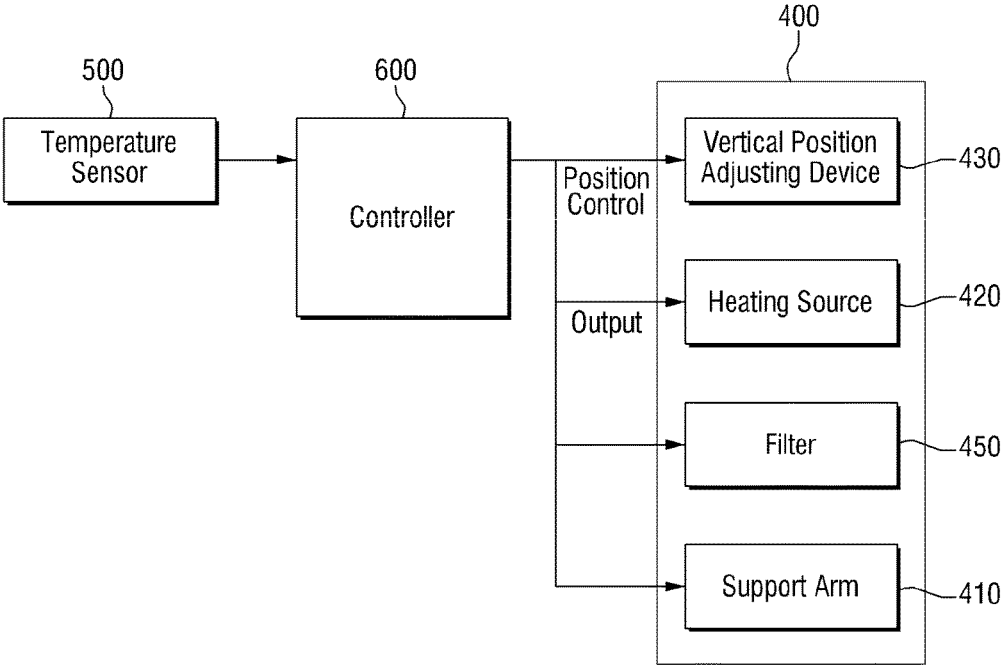 400
500
600
Temperature
Sensor
Controller
Vertical Position
Adjusting Device
430
Position
Control
Heating Source
420
Output
Filter
450
Support Arm
410